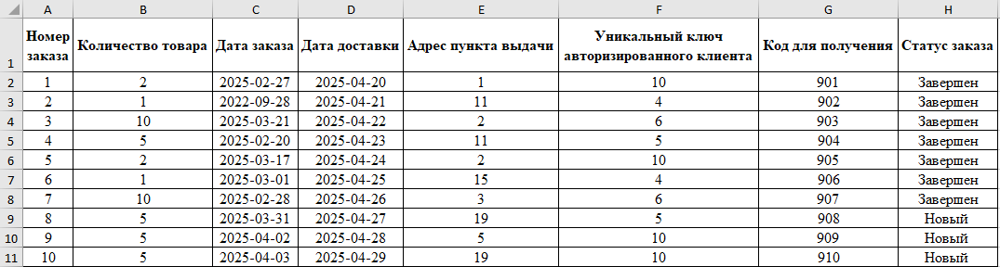 A B C D E F G H
1 Номер заказа Количество товара Дата заказа Дата доставки Адрес пункта выдачи Уникальный ключ авторизированного клиента Код для получения Статус заказа
2 1 2 2025-02-27 2025-04-20 1 10 901 Завершен
3 2 1 2022-09-28 2025-04-21 11 4 902 Завершен
4 3 10 2025-03-21 2025-04-22 2 6 903 Завершен
5 4 5 2025-02-20 2025-04-23 11 5 904 Завершен
6 5 2 2025-03-17 2025-04-24 2 10 905 Завершен
7 6 1 2025-03-01 2025-04-25 15 4 906 Завершен
8 7 10 2025-02-28 2025-04-26 3 6 907 Завершен
9 8 5 2025-03-31 2025-04-27 19 5 908 Новый
10 9 5 2025-04-02 2025-04-28 5 10 909 Новый
11 10 5 2025-04-03 2025-04-29 19 10 910 Новый